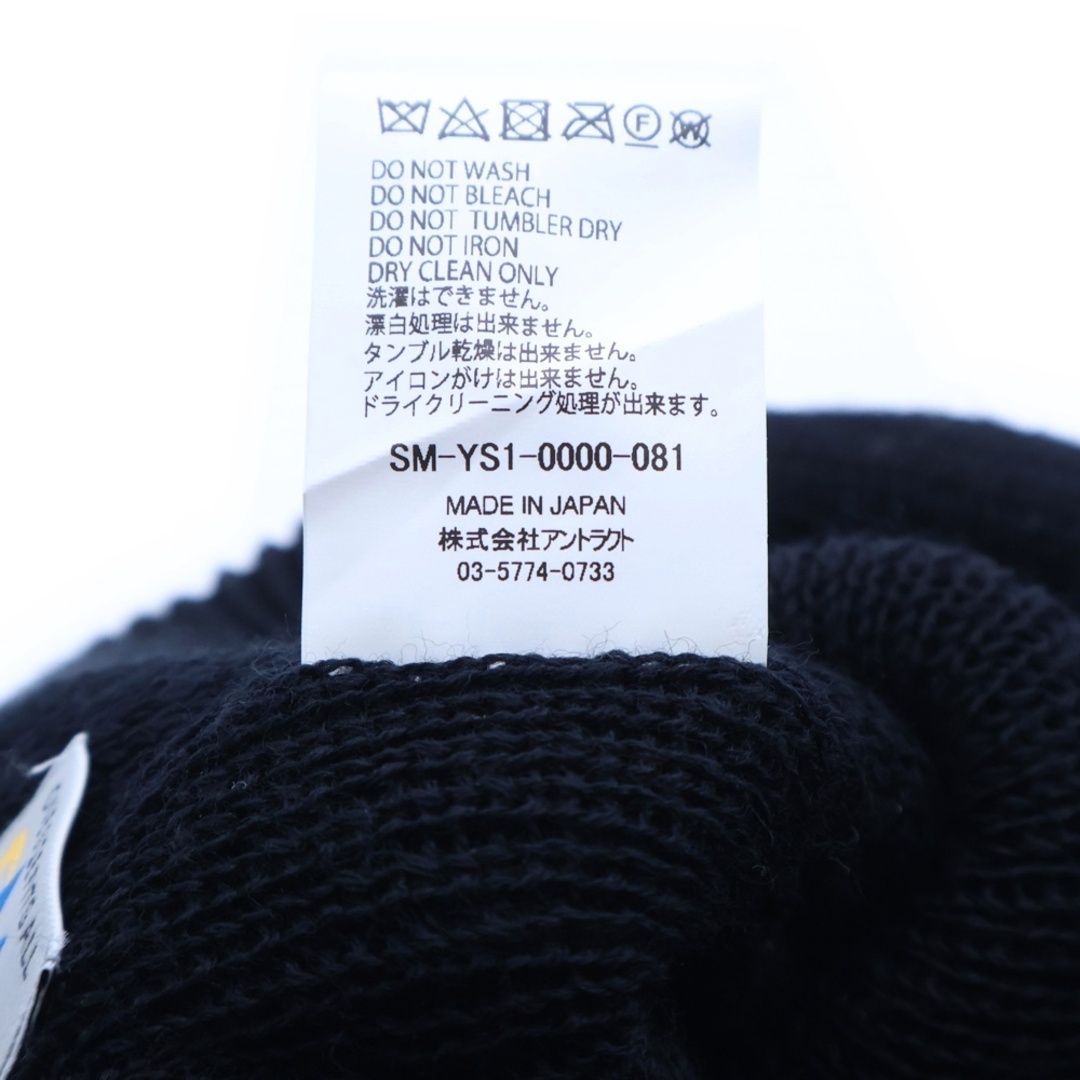 F W
DO NOT WASH
DO NOT BLEACH
DO NOT TUMBLER DRY
DO NOT IRON
DRY CLEAN ONLY
洗濯はできません。
漂白処理は出来ません。
タンブル乾燥は出来ません。
アイコンがけは出来ません。
ドライクリーニング処理が出来ます。
SM-YS1-0000-081
MADE IN JAPAN
株式会社アントラクト
03-5774-0733